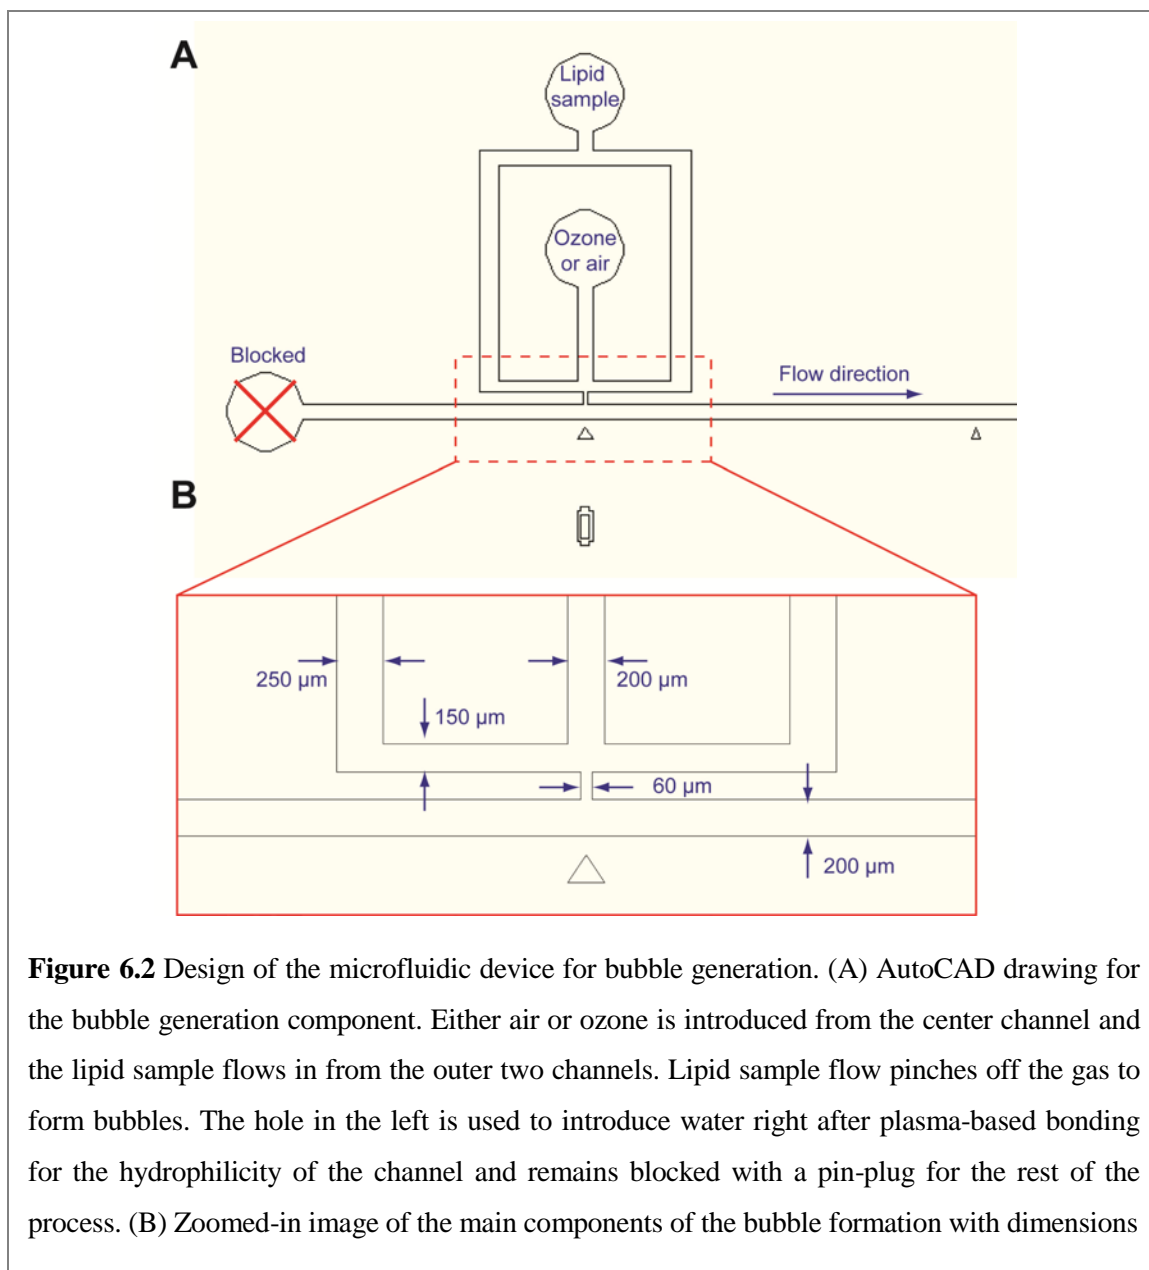 A
Lipid
sample
Ozone
or air
Blocked
Flow direction
B
250 µm
200 µm
150 µm
60 µm
200 µm
Figure 6.2 Design of the microfluidic device for bubble generation. (A) AutoCAD drawing for
the bubble generation component. Either air or ozone is introduced from the center channel and
the lipid sample flows in from the outer two channels. Lipid sample flow pinches off the gas to
form bubbles. The hole in the left is used to introduce water right after plasma-based bonding
for the hydrophilicity of the channel and remains blocked with a pin-plug for the rest of the
process. (B) Zoomed-in image of the main components of the bubble formation with dimensions